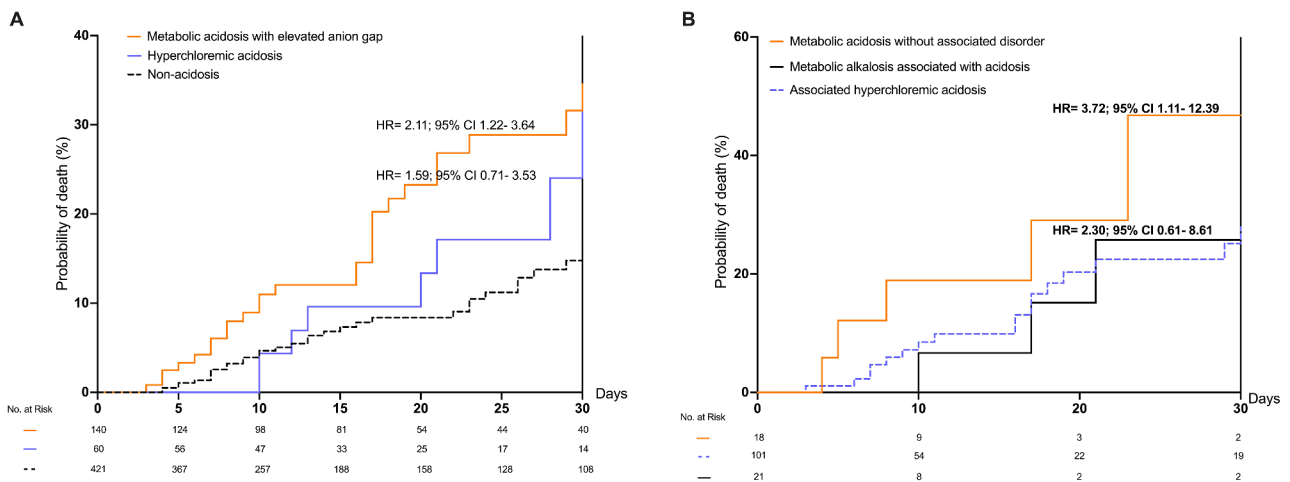 A
Metabolic acidosis with elevated anion gap
Hyperchloremic acidosis
Non-acidosis
HR= 2.11; 95% CI 1.22- 3.64
HR= 1.59; 95% CI 0.71- 3.53
Probability of death (%)
40
30
20
10
0
0 5 10 15 20 25 30
Days
No. at Risk
140 124 98 81 54 44 40
60 56 47 33 25 17 14
421 367 257 188 158 128 108
B
Metabolic acidosis without associated disorder
Metabolic alkalosis associated with acidosis
Associated hyperchloremic acidosis
HR= 3.72; 95% CI 1.11- 12.39
HR= 2.30; 95% CI 0.61- 8.61
Probability of death (%)
60
40
20
0
0 10 20 30
Days
No. at Risk
18 9 3 2
101 54 22 19
21 8 2 2